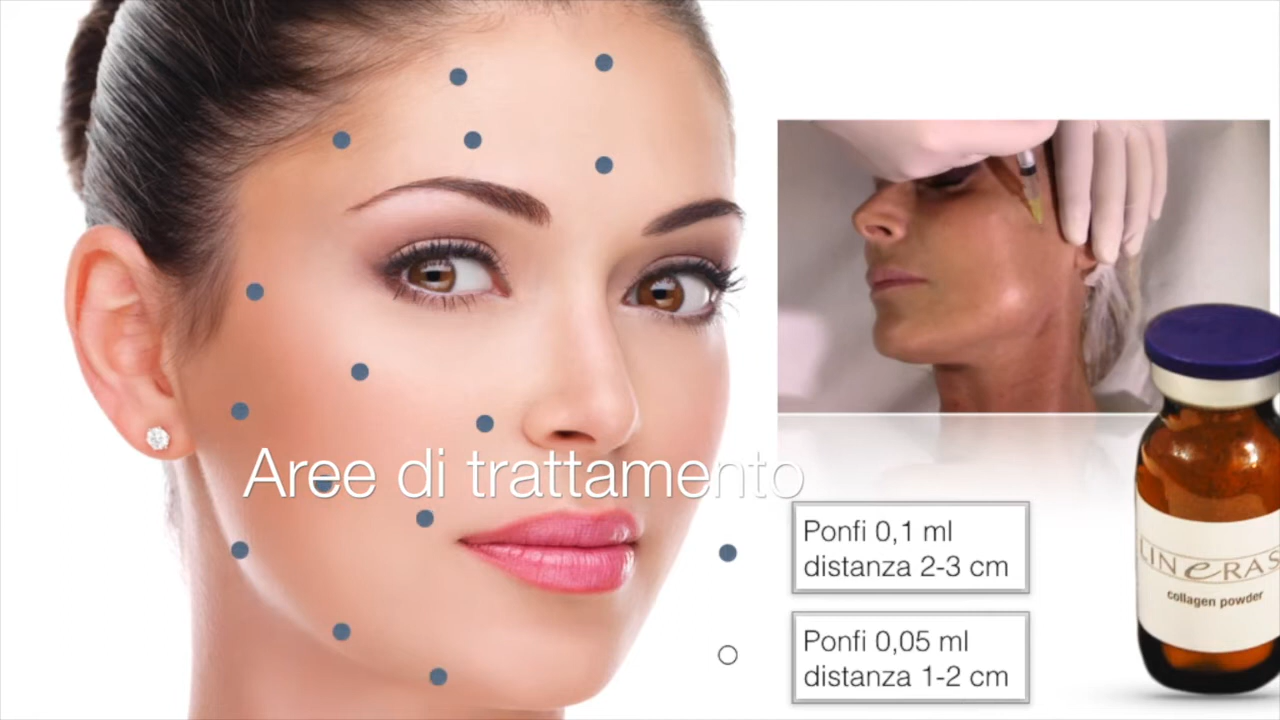 Aree di trattamento
Ponfi 0,1 ml
distanza 2-3 cm
Ponfi 0,05 ml
distanza 1-2 cm
LINeRAS
collagen powder